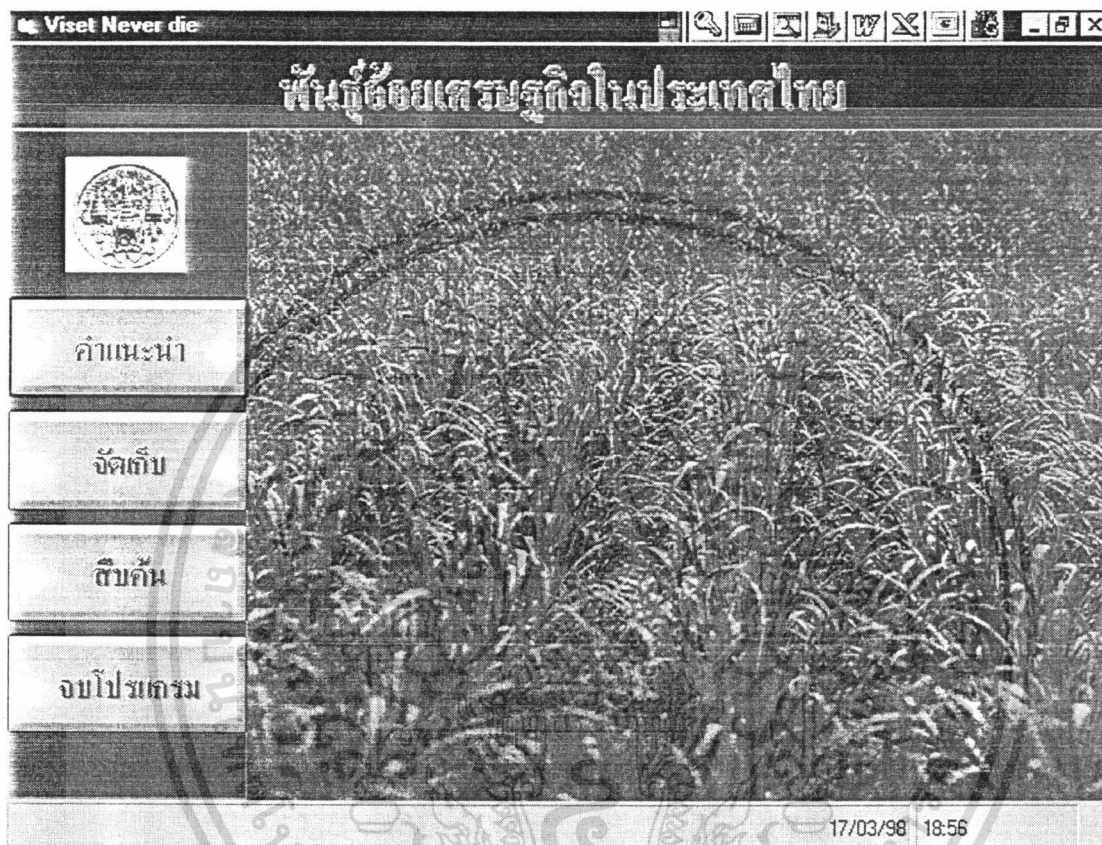 Viset Never die
พันธุ์อ้อยเศรษฐกิจในประเทศไทย
คำแนะนำ
จัดเก็บ
สืบค้น
จบโปรแกรม
17/03/98 18:56